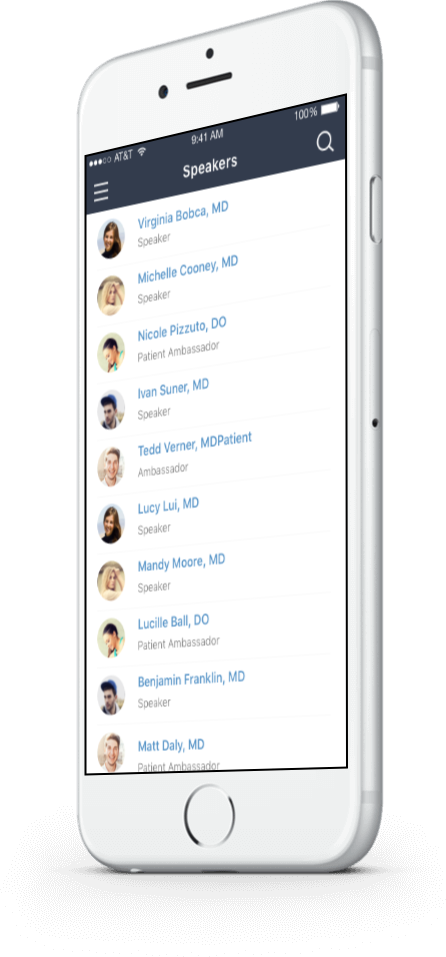 AT&T 9:41 AM 100%
Speakers
Virginia Bobca, MD
Speaker
Michelle Cooney, MD
Speaker
Nicole Pizzuto, DO
Patient Ambassador
Ivan Suner, MD
Speaker
Tedd Verner, MDPatient
Ambassador
Lucy Lui, MD
Speaker
Mandy Moore, MD
Speaker
Lucille Ball, DO
Patient Ambassador
Benjamin Franklin, MD
Speaker
Matt Daly, MD
Patient Ambassador